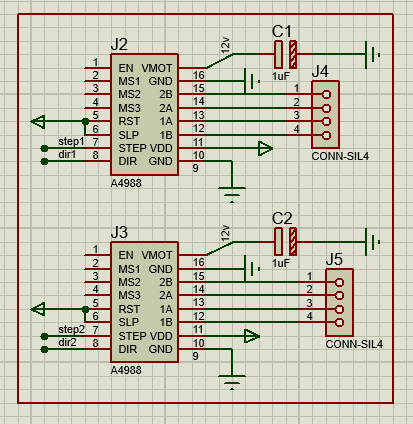 J2
12v
C1
1uF
J4
1 EN VMOT 16
2 MS1 GND 15
3 MS2 2B 14
4 MS3 2A 13
5 RST 1A 12
6 SLP 1B 11
7 STEP VDD 10
8 DIR GND 9
step1
dir1
A4988
1
2
3
4
CONN-SIL4
J3
12v
C2
1uF
J5
1 EN VMOT 16
2 MS1 GND 15
3 MS2 2B 14
4 MS3 2A 13
5 RST 1A 12
6 SLP 1B 11
7 STEP VDD 10
8 DIR GND 9
step2
dir2
A4988
1
2
3
4
CONN-SIL4